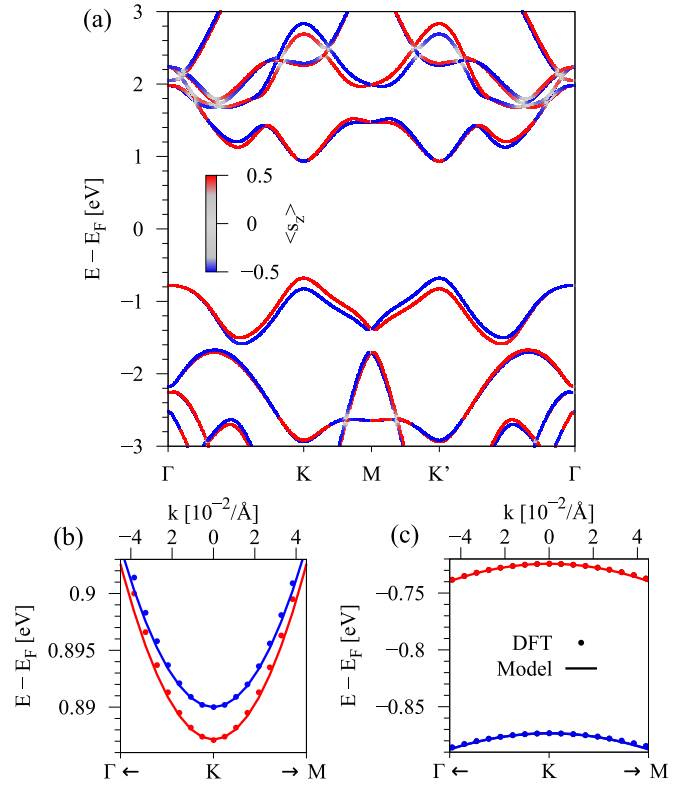 (a)
3
2
1
0
−1
−2
−3
E − E_F [eV]
0.5
0
−0.5
<s_z>
Γ K M K’ Γ
(b)
k [10⁻²/Å]
−4 2 0 2 4
0.9
0.895
0.89
E − E_F [eV]
Γ ← K → M
(c)
k [10⁻²/Å]
−4 2 0 2 4
−0.75
−0.8
−0.85
E − E_F [eV]
DFT
Model
Γ ← K → M